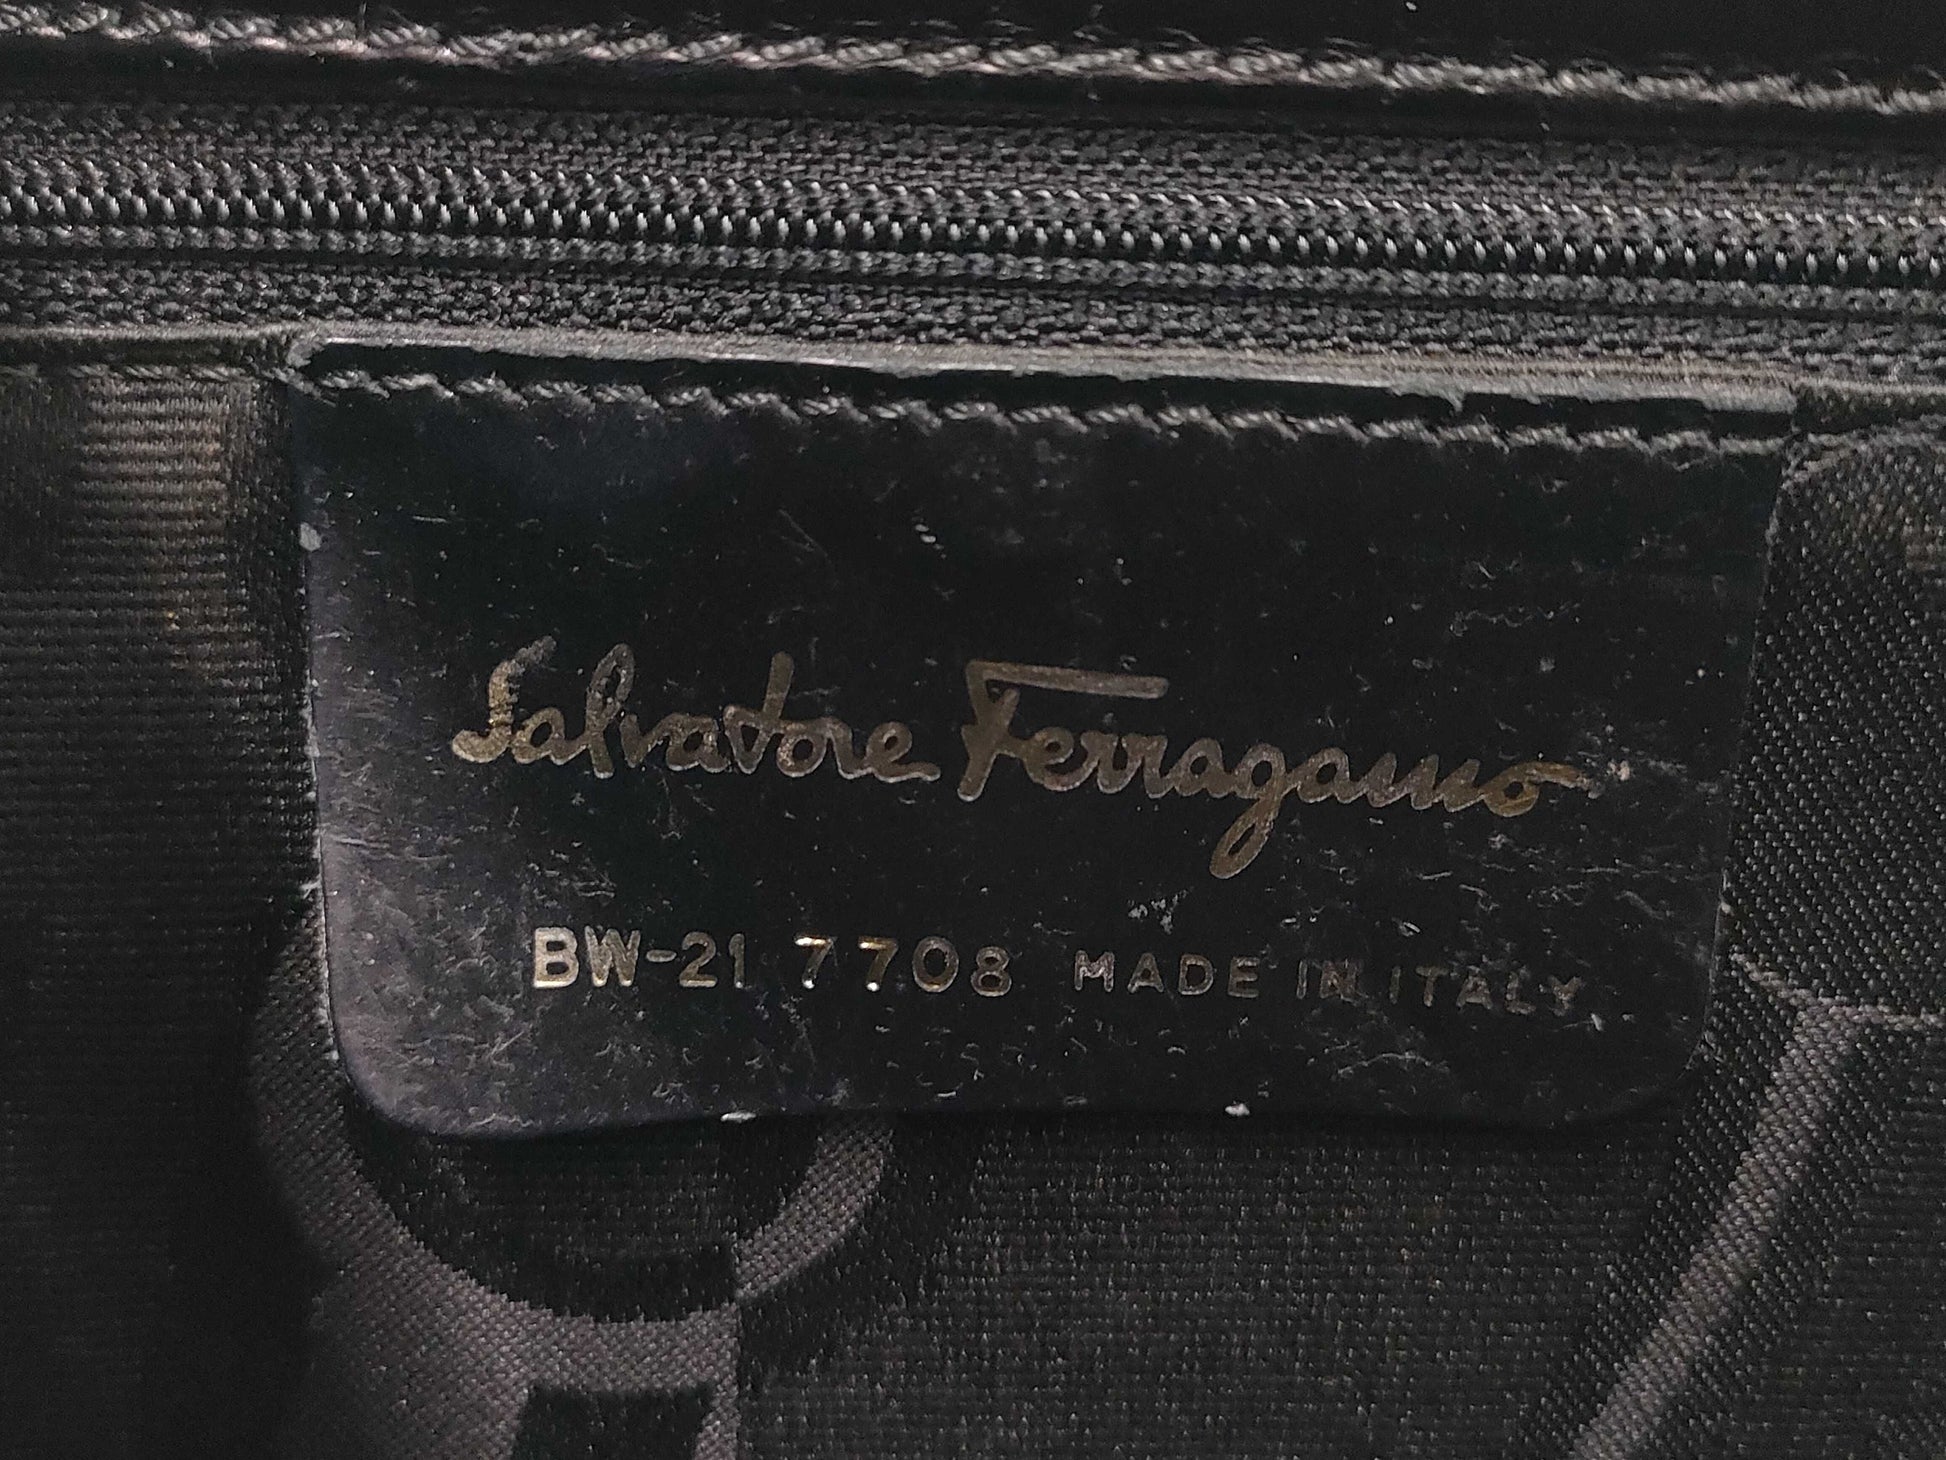 Salvatore Ferragamo
BW-21 7708 MADE IN ITALY